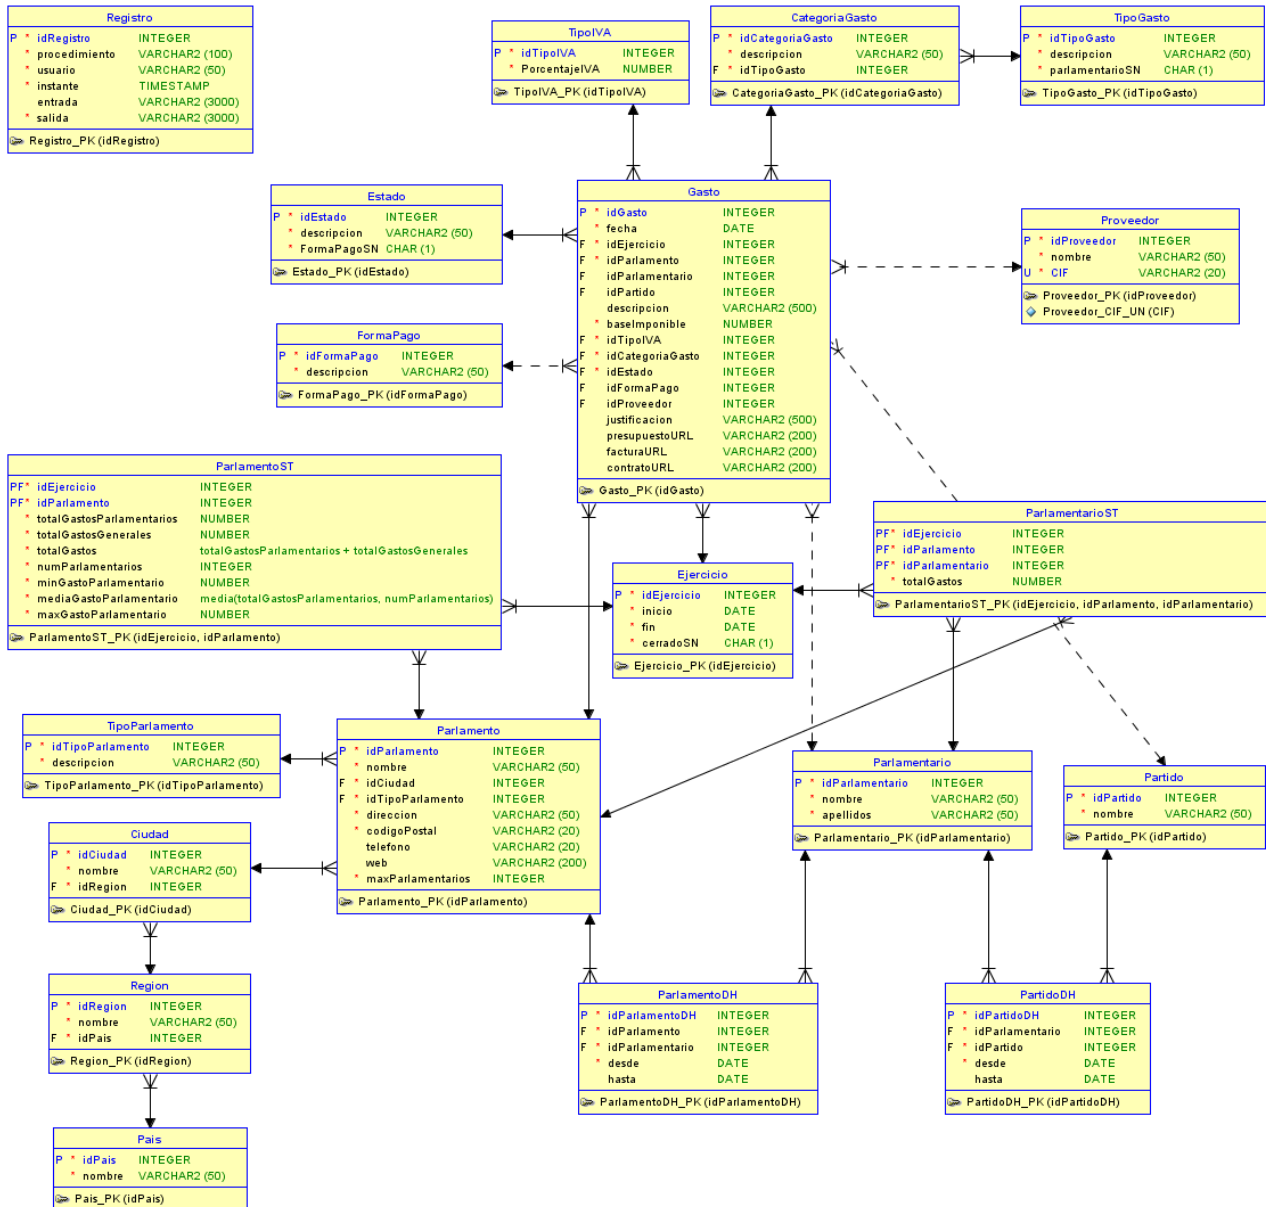 Registro
P * idRegistro INTEGER
* procedimiento VARCHAR2 (100)
* usuario VARCHAR2 (50)
* instante TIMESTAMP
entrada VARCHAR2 (3000)
* salida VARCHAR2 (3000)
Registro_PK (idRegistro)
TipoIVA
P * idTipoIVA INTEGER
* PorcentajeIVA NUMBER
TipoIVA_PK (idTipoIVA)
CategoriaGasto
P * idCategoriaGasto INTEGER
* descripcion VARCHAR2 (50)
F * idTipoGasto INTEGER
CategoriaGasto_PK (idCategoriaGasto)
TipoGasto
P * idTipoGasto INTEGER
* descripcion VARCHAR2 (50)
* parlamentarioSN CHAR (1)
TipoGasto_PK (idTipoGasto)
Estado
P * idEstado INTEGER
* descripcion VARCHAR2 (50)
* FormaPagoSN CHAR (1)
Estado_PK (idEstado)
Gasto
P * idGasto INTEGER
* fecha DATE
F * idEjercicio INTEGER
F * idParlamento INTEGER
F idParlamentario INTEGER
F idPartido INTEGER
descripcion VARCHAR2 (500)
* baseImponible NUMBER
F * idTipoIVA INTEGER
F * idCategoriaGasto INTEGER
F * idEstado INTEGER
F idFormaPago INTEGER
F idProveedor INTEGER
justificacion VARCHAR2 (500)
presupuestoURL VARCHAR2 (200)
facturaURL VARCHAR2 (200)
contratoURL VARCHAR2 (200)
Gasto_PK (idGasto)
Proveedor
P * idProveedor INTEGER
* nombre VARCHAR2 (50)
U * CIF VARCHAR2 (20)
Proveedor_PK (idProveedor)
Proveedor_CIF_UN (CIF)
FormaPago
P * idFormaPago INTEGER
* descripcion VARCHAR2 (50)
FormaPago_PK (idFormaPago)
ParlamentoST
PF* idEjercicio INTEGER
PF* idParlamento INTEGER
* totalGastosParlamentarios NUMBER
* totalGastosGenerales NUMBER
* totalGastos totalGastosParlamentarios + totalGastosGenerales
* numParlamentarios INTEGER
* minGastoParlamentario NUMBER
* mediaGastoParlamentario media(totalGastosParlamentarios, numParlamentarios)
* maxGastoParlamentario NUMBER
ParlamentoST_PK (idEjercicio, idParlamento)
ParlamentarioST
PF* idEjercicio INTEGER
PF* idParlamento INTEGER
PF* idParlamentario INTEGER
* totalGastos NUMBER
ParlamentarioST_PK (idEjercicio, idParlamento, idParlamentario)
Ejercicio
P * idEjercicio INTEGER
* inicio DATE
* fin DATE
* cerradoSN CHAR (1)
Ejercicio_PK (idEjercicio)
TipoParlamento
P * idTipoParlamento INTEGER
* descripcion VARCHAR2 (50)
TipoParlamento_PK (idTipoParlamento)
Parlamento
P * idParlamento INTEGER
* nombre VARCHAR2 (50)
F * idCiudad INTEGER
F * idTipoParlamento INTEGER
* direccion VARCHAR2 (50)
* codigoPostal VARCHAR2 (20)
telefono VARCHAR2 (20)
web VARCHAR2 (200)
* maxParlamentarios INTEGER
Parlamento_PK (idParlamento)
Parlamentario
P * idParlamentario INTEGER
* nombre VARCHAR2 (50)
* apellidos VARCHAR2 (50)
Parlamentario_PK (idParlamentario)
Partido
P * idPartido INTEGER
* nombre VARCHAR2 (50)
Partido_PK (idPartido)
Ciudad
P * idCiudad INTEGER
* nombre VARCHAR2 (50)
F * idRegion INTEGER
Ciudad_PK (idCiudad)
Region
P * idRegion INTEGER
* nombre VARCHAR2 (50)
F * idPais INTEGER
Region_PK (idRegion)
ParlamentoDH
P * idParlamentoDH INTEGER
F * idParlamento INTEGER
F * idParlamentario INTEGER
* desde DATE
hasta DATE
ParlamentoDH_PK (idParlamentoDH)
PartidoDH
P * idPartidoDH INTEGER
F * idParlamentario INTEGER
F * idPartido INTEGER
* desde DATE
hasta DATE
PartidoDH_PK (idPartidoDH)
Pais
P * idPais INTEGER
* nombre VARCHAR2 (50)
Pais_PK (idPais)